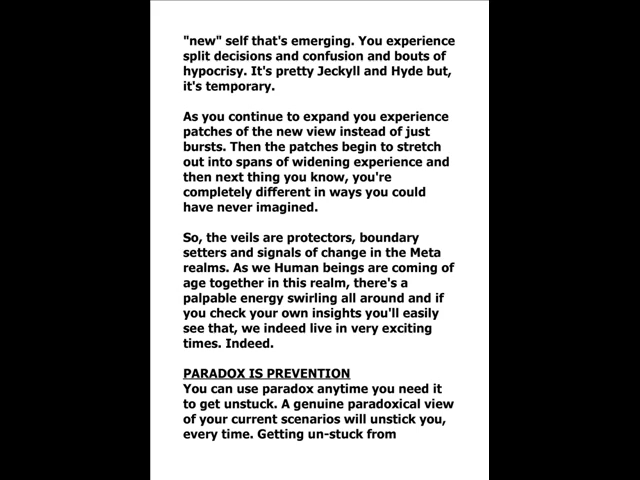 "new" self that's emerging. You experience
split decisions and confusion and bouts of
hypocrisy. It's pretty Jeckyll and Hyde but,
it's temporary.
As you continue to expand you experience
patches of the new view instead of just
bursts. Then the patches begin to stretch
out into spans of widening experience and
then next thing you know, you're
completely different in ways you could
have never imagined.
So, the veils are protectors, boundary
setters and signals of change in the Meta
realms. As we Human beings are coming of
age together in this realm, there's a
palpable energy swirling all around and if
you check your own insights you'll easily
see that, we indeed live in very exciting
times. Indeed.
PARADOX IS PREVENTION
You can use paradox anytime you need it
to get unstuck. A genuine paradoxical view
of your current scenarios will unstick you,
every time. Getting un-stuck from